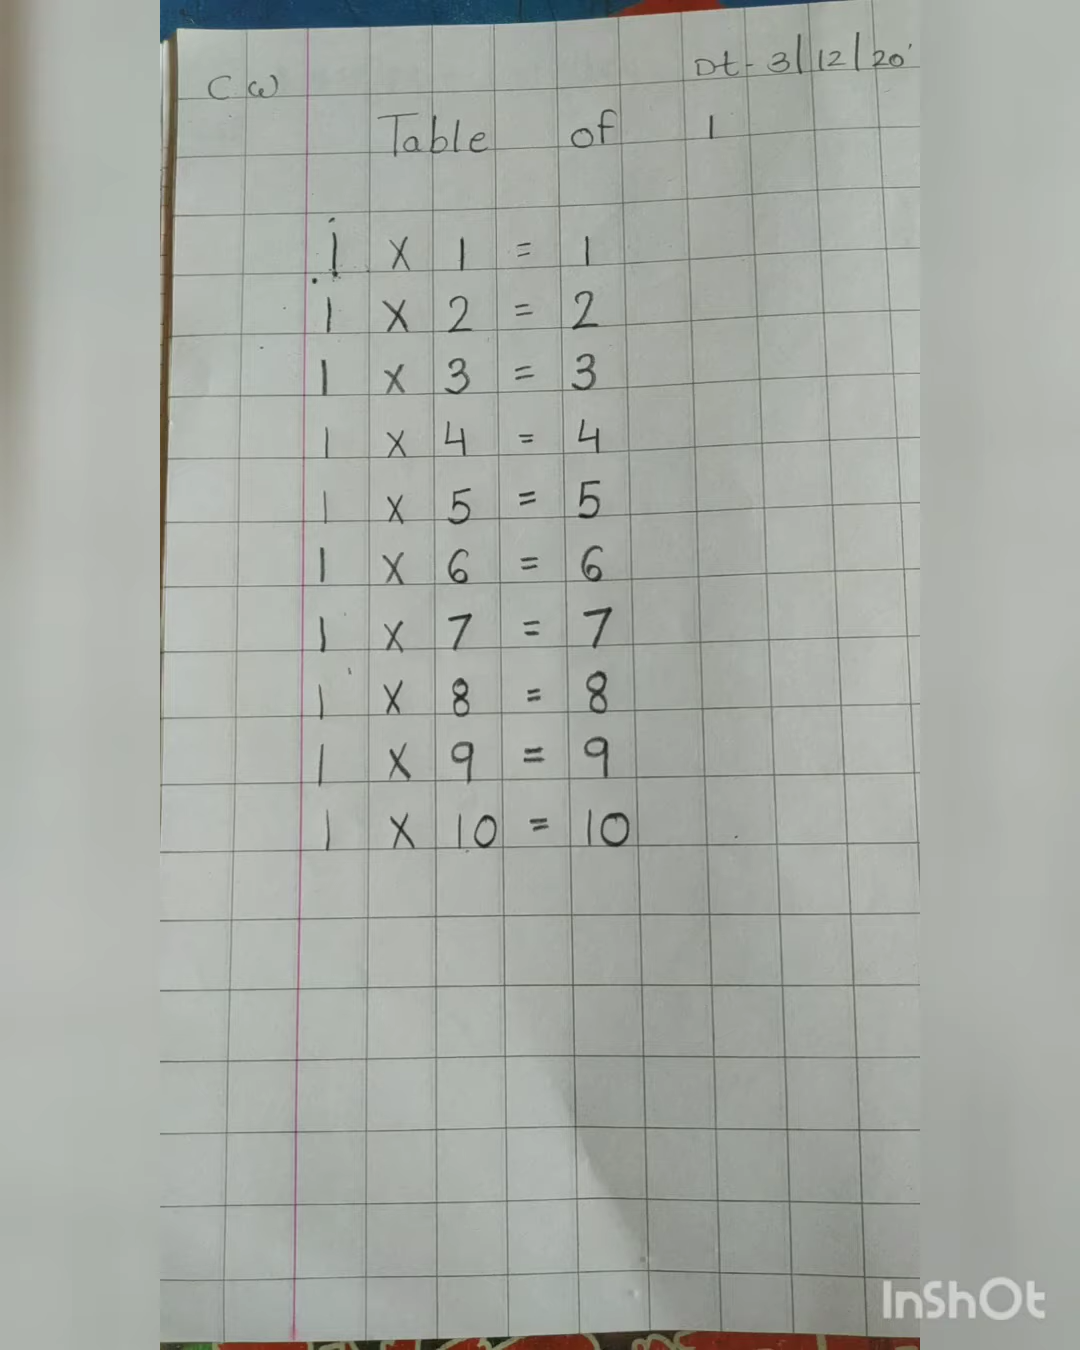 Dt- 3/12/20
CW
Table of 1
1 X 1 = 1
1 X 2 = 2
1 X 3 = 3
1 X 4 = 4
1 X 5 = 5
1 X 6 = 6
1 X 7 = 7
1 X 8 = 8
1 X 9 = 9
1 X 10 = 10
InShOt